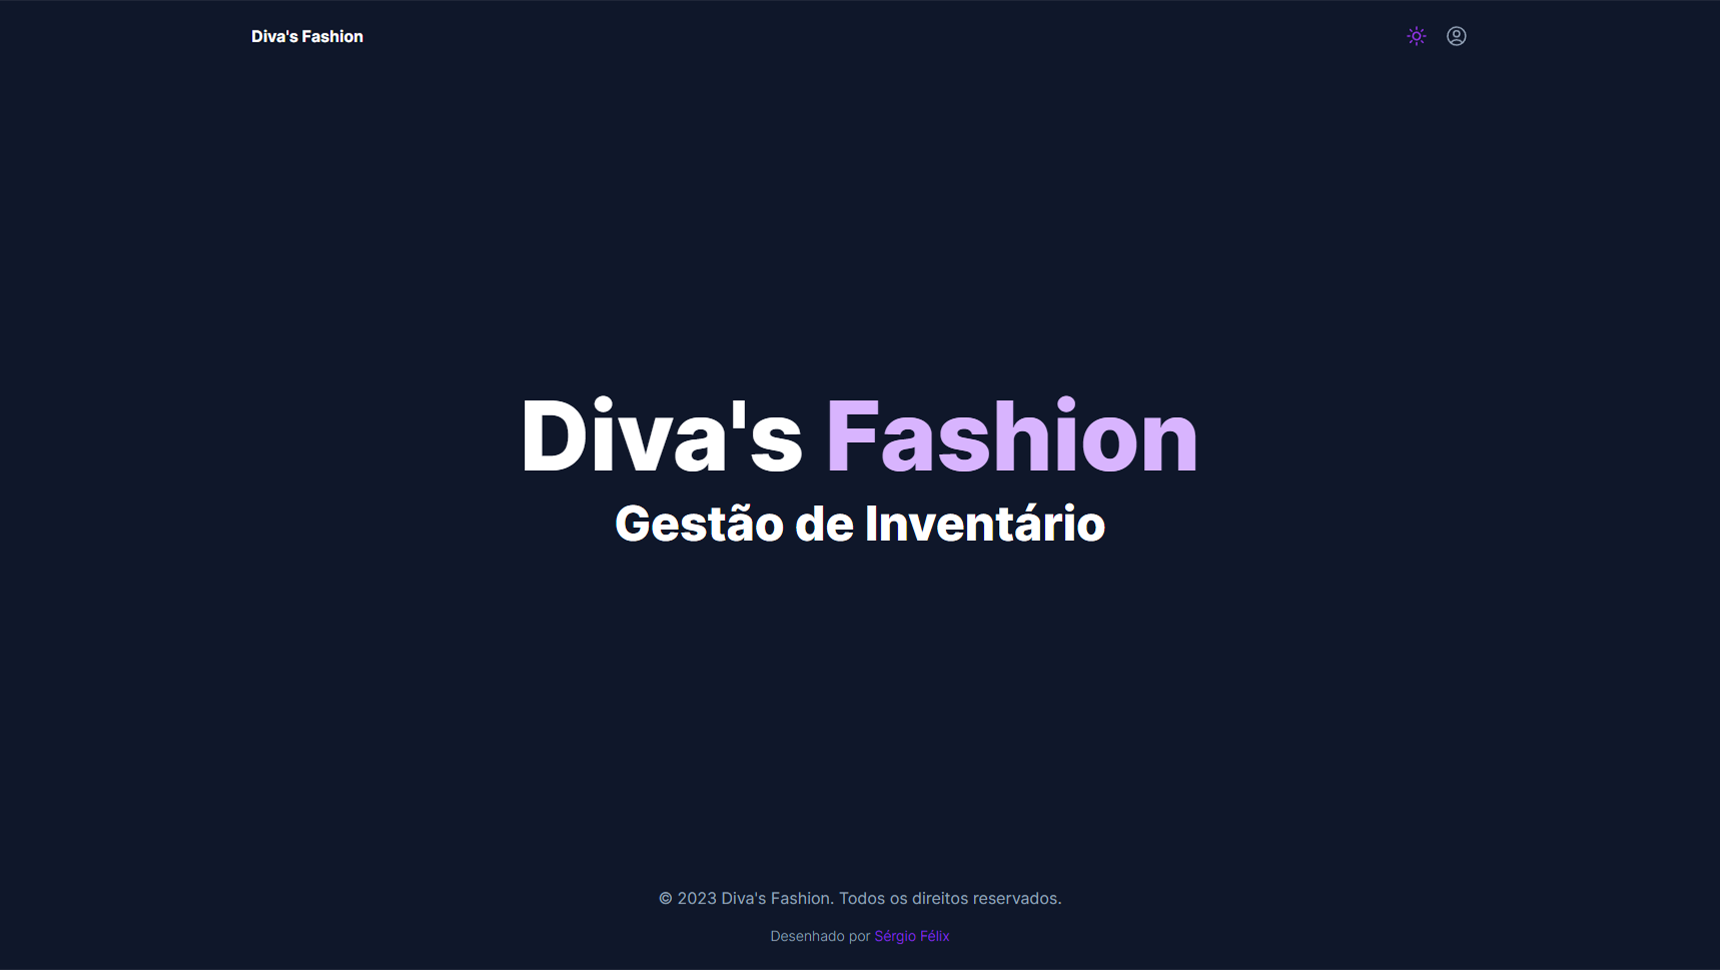 Diva's Fashion
Diva's Fashion
Gestão de Inventário
© 2023 Diva's Fashion. Todos os direitos reservados.
Desenhado por Sérgio Félix